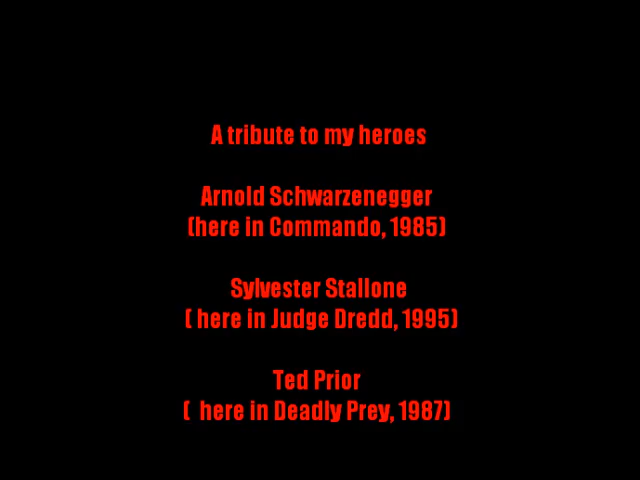 A tribute to my heroes
Arnold Schwarzenegger
(here in Commando, 1985)
Sylvester Stallone
( here in Judge Dredd, 1995)
Ted Prior
(  here in Deadly Prey, 1987)